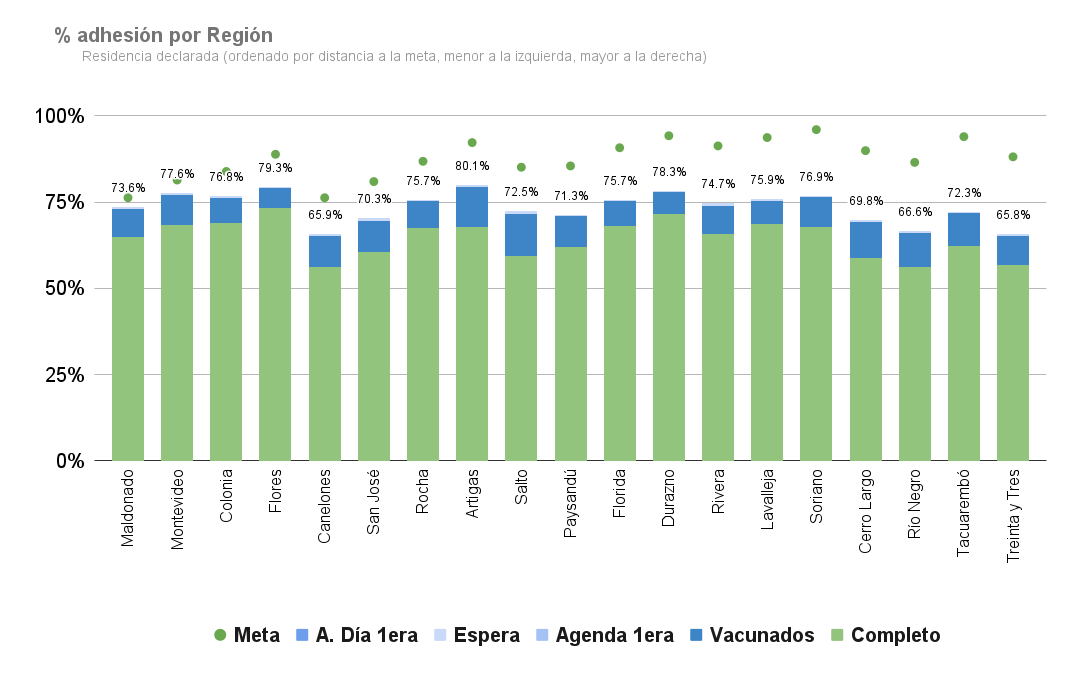 % adhesión por Región
Residencia declarada (ordenado por distancia a la meta, menor a la izquierda, mayor a la derecha)
100%
75%
50%
25%
0%
73.6%
77.6%
76.8%
79.3%
65.9%
70.3%
75.7%
80.1%
72.5%
71.3%
75.7%
78.3%
74.7%
75.9%
76.9%
69.8%
66.6%
72.3%
65.8%
Maldonado
Montevideo
Colonia
Flores
Canelones
San José
Rocha
Artigas
Salto
Paysandú
Florida
Durazno
Rivera
Lavalleja
Soriano
Cerro Largo
Río Negro
Tacuarembó
Treinta y Tres
Meta
A. Día 1era
Espera
Agenda 1era
Vacunados
Completo